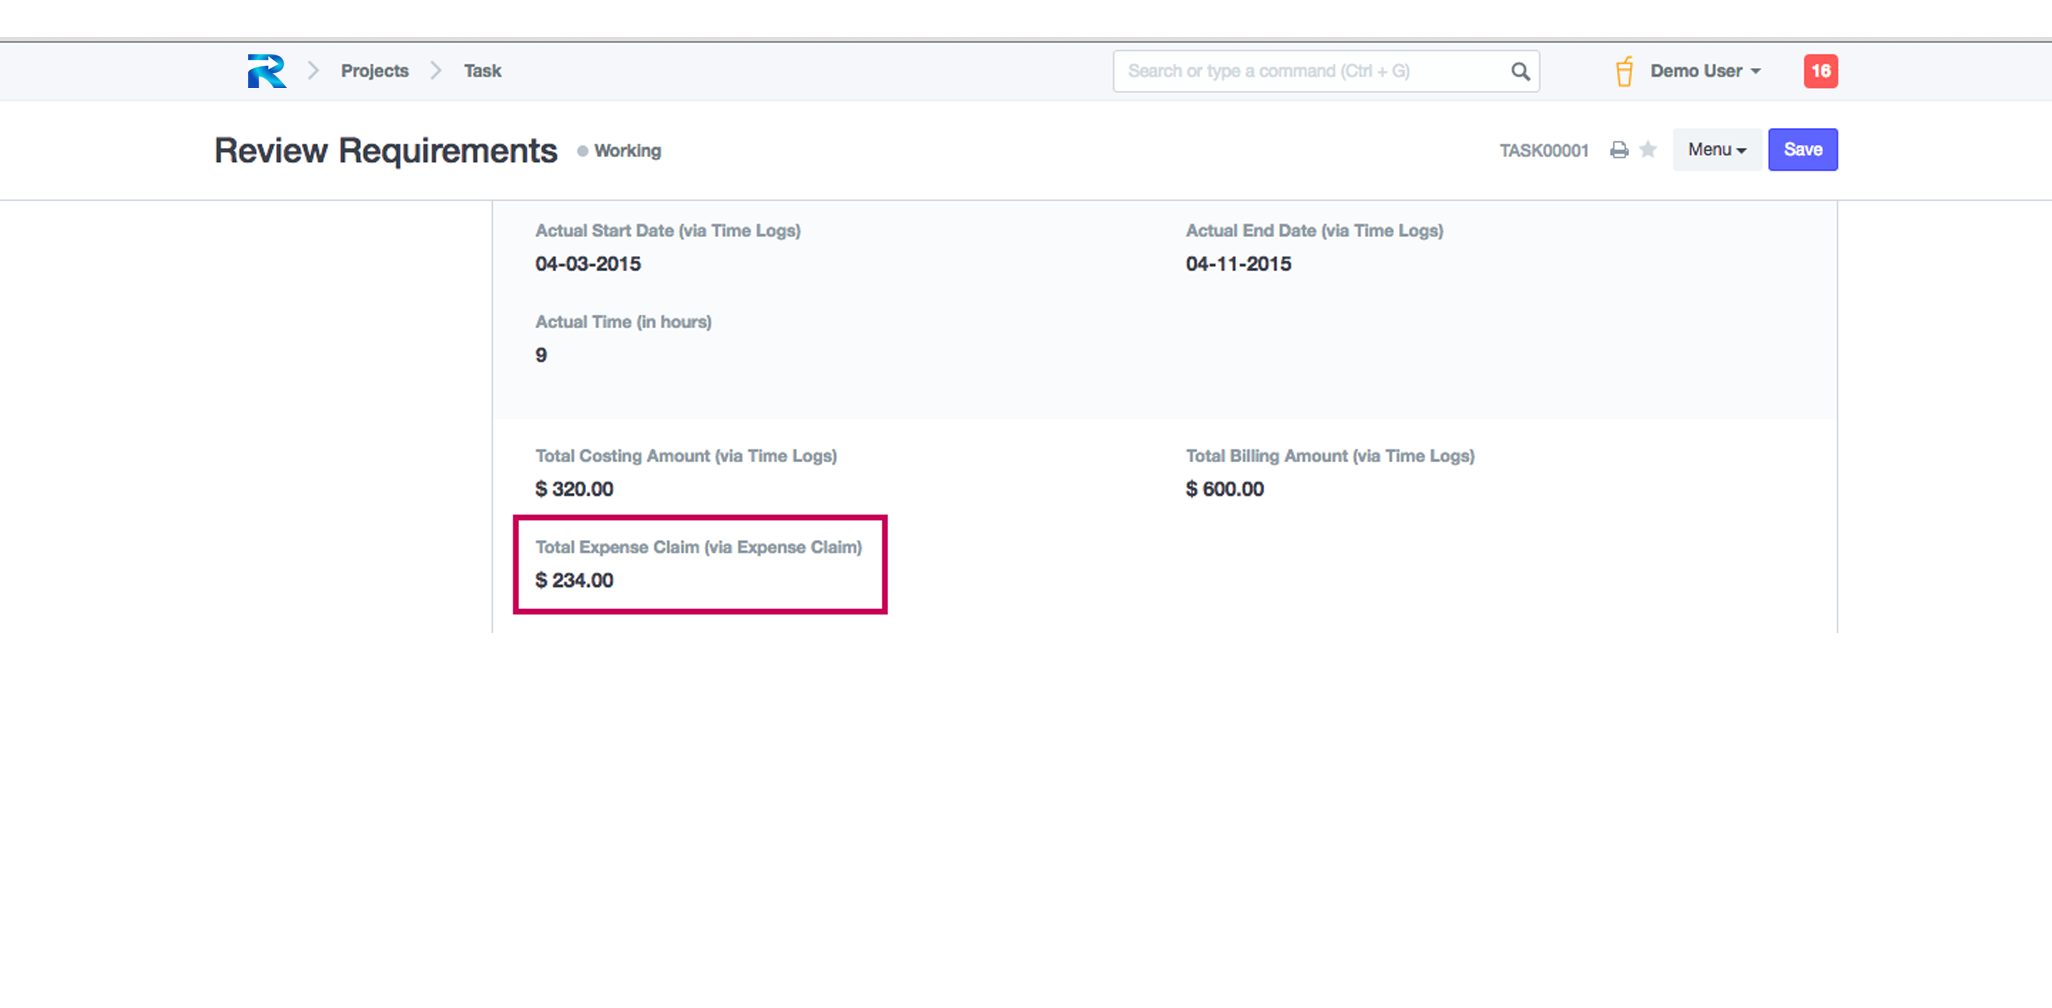 Projects Task
Search or type a command (Ctrl + G)
Demo User
16
Review Requirements
Working
TASK00001
Menu
Save
Actual Start Date (via Time Logs)
04-03-2015
Actual End Date (via Time Logs)
04-11-2015
Actual Time (in hours)
9
Total Costing Amount (via Time Logs)
$ 320.00
Total Billing Amount (via Time Logs)
$ 600.00
Total Expense Claim (via Expense Claim)
$ 234.00